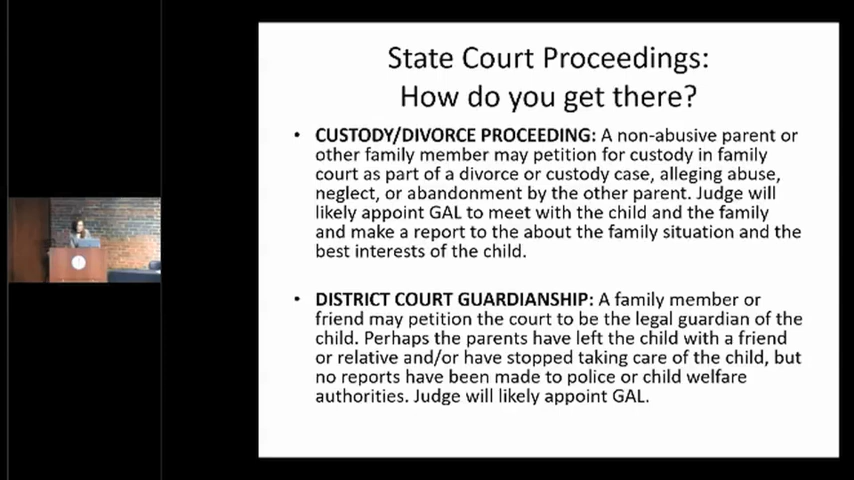 State Court Proceedings:
How do you get there?
• CUSTODY/DIVORCE PROCEEDING: A non-abusive parent or
other family member may petition for custody in family
court as part of a divorce or custody case, alleging abuse,
neglect, or abandonment by the other parent. Judge will
likely appoint GAL to meet with the child and the family
and make a report to the about the family situation and the
best interests of the child.
• DISTRICT COURT GUARDIANSHIP: A family member or
friend may petition the court to be the legal guardian of the
child. Perhaps the parents have left the child with a friend
or relative and/or have stopped taking care of the child, but
no reports have been made to police or child welfare
authorities. Judge will likely appoint GAL.